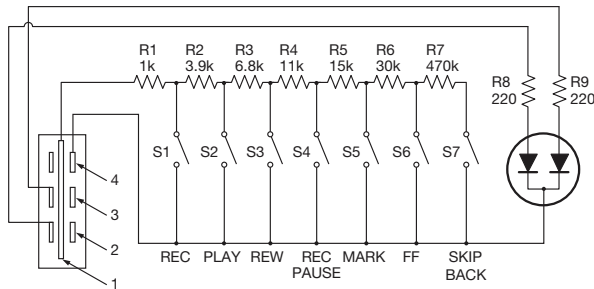 R1 R2 R3 R4 R5 R6 R7
1k 3.9k 6.8k 11k 15k 30k 470k
R8 R9
220 220
S1 S2 S3 S4 S5 S6 S7
4
3
2
1
REC PLAY REW REC MARK FF SKIP
PAUSE BACK